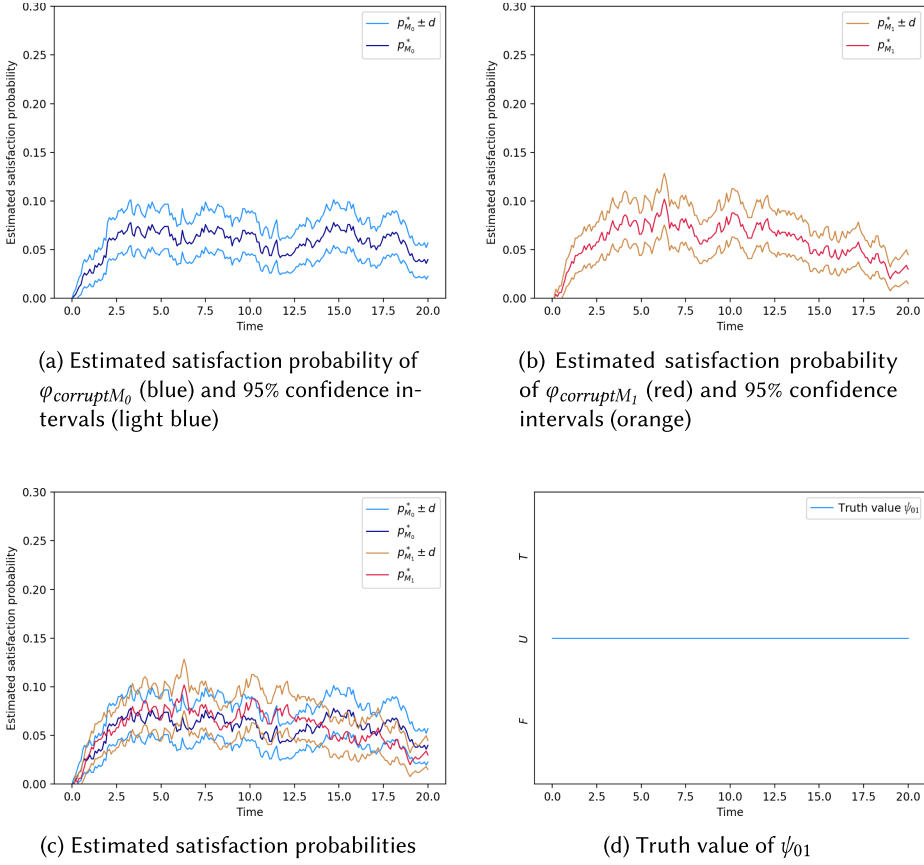 0.30
0.25
0.20
0.15
0.10
0.05
0.00
Estimated satisfaction probability
p*M₀ ± d
p*M₀
0.0 2.5 5.0 7.5 10.0 12.5 15.0 17.5 20.0
Time
(a) Estimated satisfaction probability of
φcorruptM₀ (blue) and 95% confidence in-
tervals (light blue)
0.30
0.25
0.20
0.15
0.10
0.05
0.00
Estimated satisfaction probability
p*M₁ ± d
p*M₁
0.0 2.5 5.0 7.5 10.0 12.5 15.0 17.5 20.0
Time
(b) Estimated satisfaction probability
of φcorruptM₁ (red) and 95% confidence
intervals (orange)
0.30
0.25
0.20
0.15
0.10
0.05
0.00
Estimated satisfaction probability
p*M₀ ± d
p*M₀
p*M₁ ± d
p*M₁
0.0 2.5 5.0 7.5 10.0 12.5 15.0 17.5 20.0
Time
(c) Estimated satisfaction probabilities
Truth value ψ₀₁
T
U
F
0.0 2.5 5.0 7.5 10.0 12.5 15.0 17.5 20.0
Time
(d) Truth value of ψ₀₁